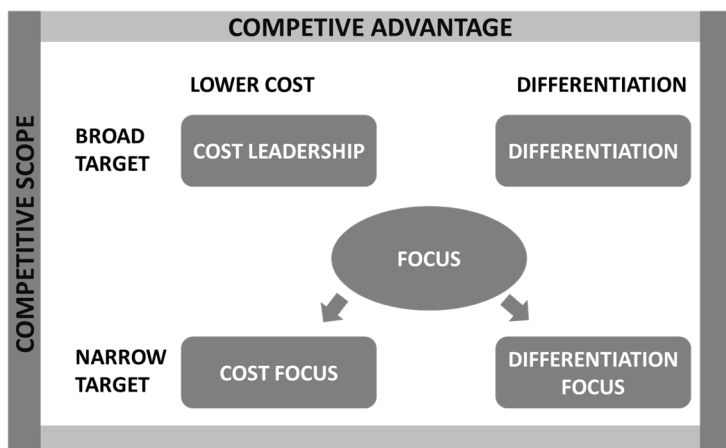 COMPETIVE ADVANTAGE
COMPETITIVE SCOPE
LOWER COST
DIFFERENTIATION
BROAD
TARGET
COST LEADERSHIP
DIFFERENTIATION
FOCUS
NARROW
TARGET
COST FOCUS
DIFFERENTIATION
FOCUS